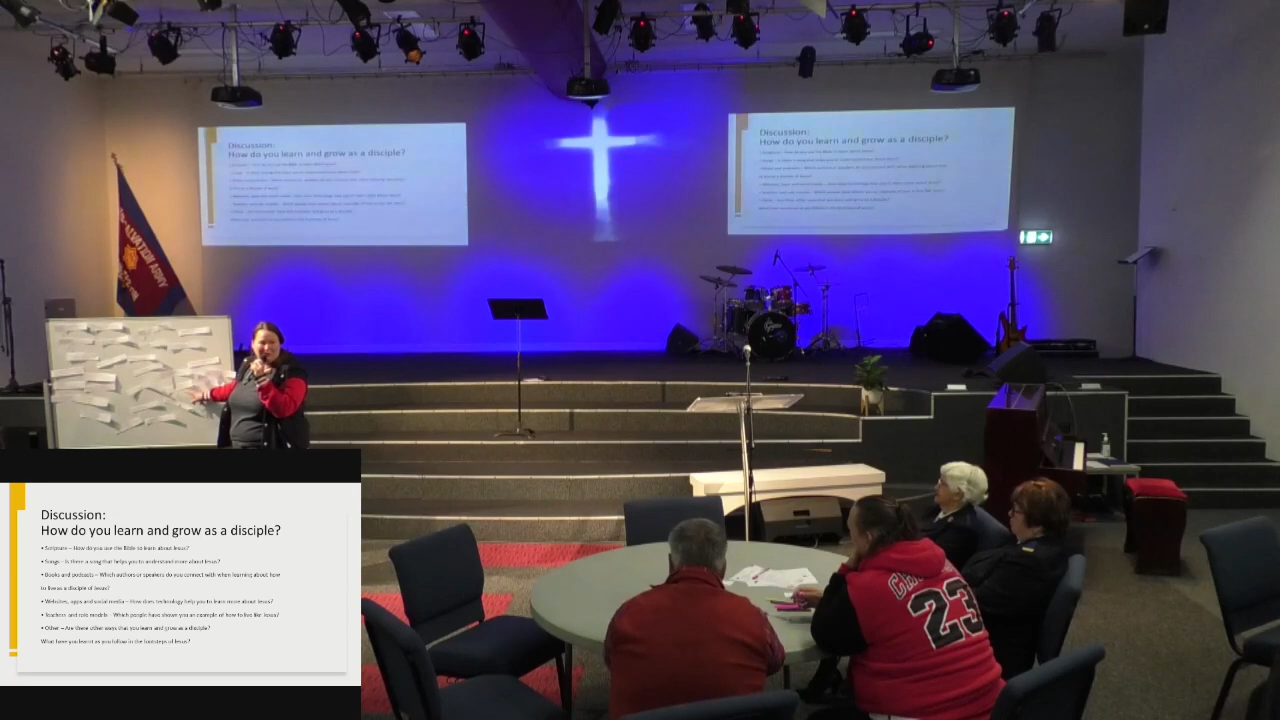 Discussion:
How do you learn and grow as a disciple?
Discussion:
How do you learn and grow as a disciple?
SALVATION ARMY
23
Discussion:
How do you learn and grow as a disciple?
• Scripture – How do you use the Bible to learn about Jesus?
• Songs – Is there a song that helps you to understand more about Jesus?
• Books and podcasts – Which authors or speakers do you connect with when learning about how
to live as a disciple of Jesus?
• Websites, apps and social media – How does technology help you to learn more about Jesus?
• Teachers and role models – Which people have shown you an example of how to live like Jesus?
• Other – Are there other ways that you learn and grow as a disciple?
What have you learnt as you follow in the footsteps of Jesus?